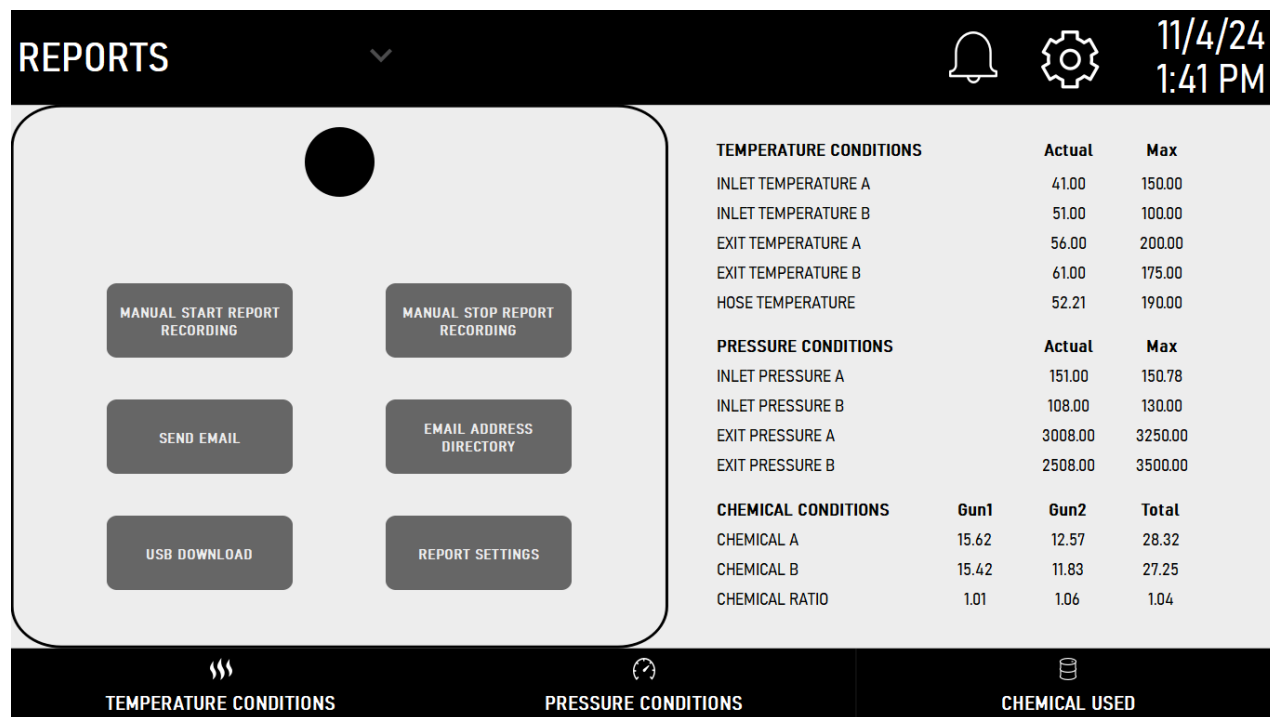 REPORTS
11/4/24
1:41 PM
MANUAL START REPORT
RECORDING
MANUAL STOP REPORT
RECORDING
SEND EMAIL
EMAIL ADDRESS
DIRECTORY
USB DOWNLOAD
REPORT SETTINGS
TEMPERATURE CONDITIONS Actual Max
INLET TEMPERATURE A 41.00 150.00
INLET TEMPERATURE B 51.00 100.00
EXIT TEMPERATURE A 56.00 200.00
EXIT TEMPERATURE B 61.00 175.00
HOSE TEMPERATURE 52.21 190.00
PRESSURE CONDITIONS Actual Max
INLET PRESSURE A 151.00 150.78
INLET PRESSURE B 108.00 130.00
EXIT PRESSURE A 3008.00 3250.00
EXIT PRESSURE B 2508.00 3500.00
CHEMICAL CONDITIONS Gun1 Gun2 Total
CHEMICAL A 15.62 12.57 28.32
CHEMICAL B 15.42 11.83 27.25
CHEMICAL RATIO 1.01 1.06 1.04
TEMPERATURE CONDITIONS
PRESSURE CONDITIONS
CHEMICAL USED